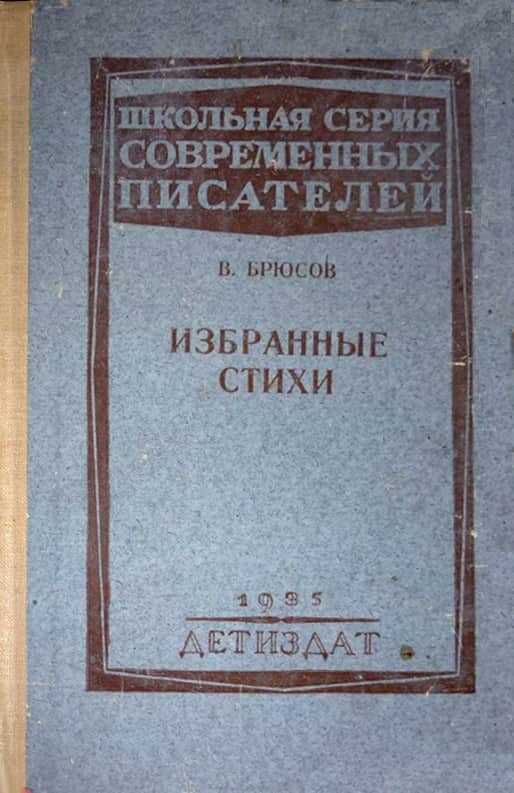 ШКОЛЬНАЯ СЕРИЯ
СОВРЕМЕННЫХ
ПИСАТЕЛЕЙ
В. БРЮСОВ
ИЗБРАННЫЕ
СТИХИ
1935
ДЕТИЗДАТ